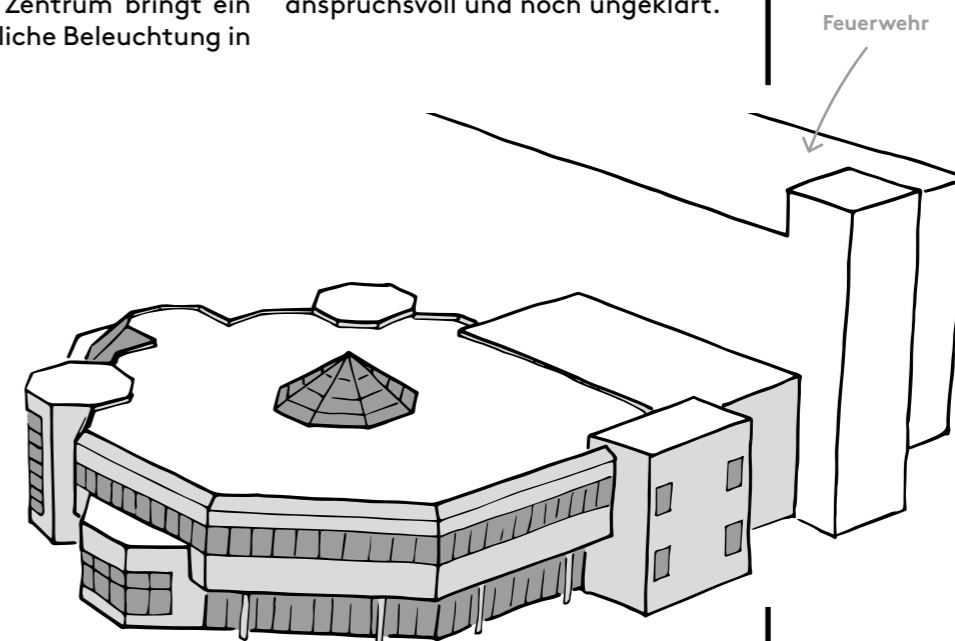 Zentrum bringt ein
liche Beleuchtung in
anspruchsvoll und noch ungeklärt.
Feuerwehr